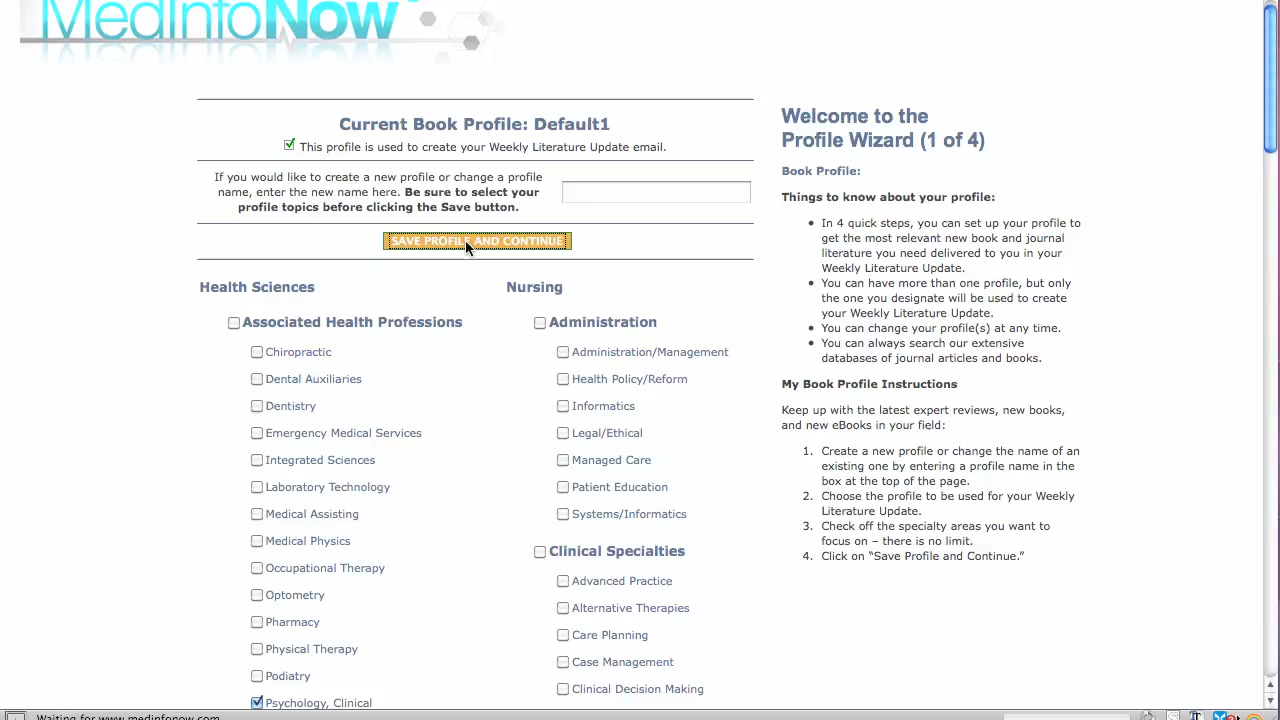 MedInfoNow
Current Book Profile: Default1
This profile is used to create your Weekly Literature Update email.
If you would like to create a new profile or change a profile
name, enter the new name here. Be sure to select your
profile topics before clicking the Save button.
SAVE PROFILE AND CONTINUE
Health Sciences
Associated Health Professions
Chiropractic
Dental Auxiliaries
Dentistry
Emergency Medical Services
Integrated Sciences
Laboratory Technology
Medical Assisting
Medical Physics
Occupational Therapy
Optometry
Pharmacy
Physical Therapy
Podiatry
Psychology, Clinical
Nursing
Administration
Administration/Management
Health Policy/Reform
Informatics
Legal/Ethical
Managed Care
Patient Education
Systems/Informatics
Clinical Specialties
Advanced Practice
Alternative Therapies
Care Planning
Case Management
Clinical Decision Making
Welcome to the
Profile Wizard (1 of 4)
Book Profile:
Things to know about your profile:
• In 4 quick steps, you can set up your profile to
get the most relevant new book and journal
literature you need delivered to you in your
Weekly Literature Update.
• You can have more than one profile, but only
the one you designate will be used to create
your Weekly Literature Update.
• You can change your profile(s) at any time.
• You can always search our extensive
databases of journal articles and books.
My Book Profile Instructions
Keep up with the latest expert reviews, new books,
and new eBooks in your field:
1. Create a new profile or change the name of an
existing one by entering a profile name in the
box at the top of the page.
2. Choose the profile to be used for your Weekly
Literature Update.
3. Check off the specialty areas you want to
focus on – there is no limit.
4. Click on “Save Profile and Continue.”
Waiting for www.medinfonow.com